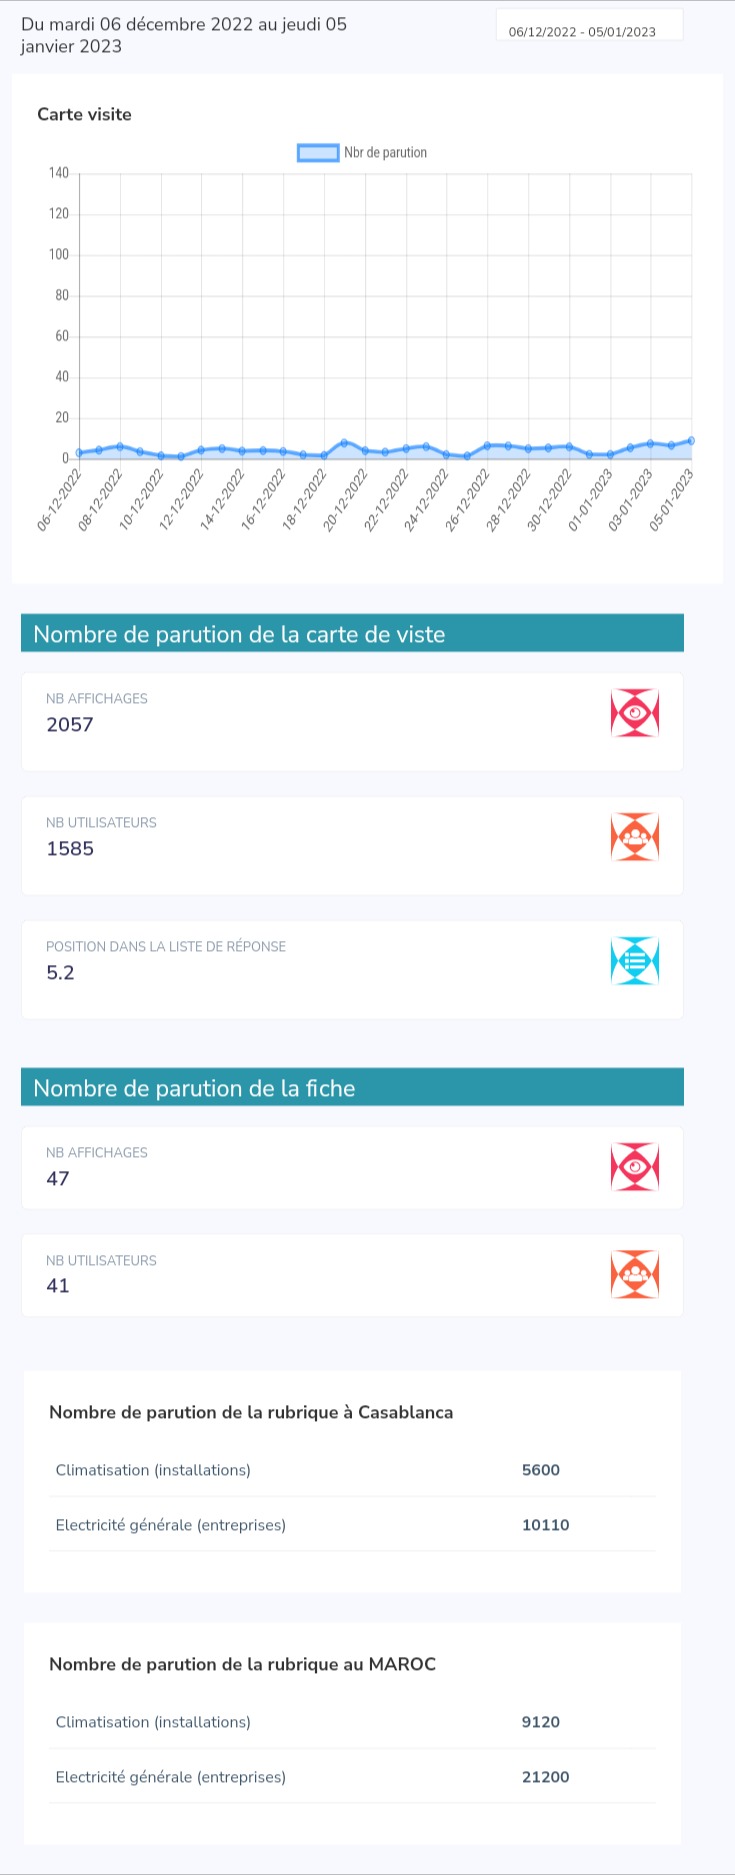 Du mardi 06 décembre 2022 au jeudi 05
janvier 2023
06/12/2022 - 05/01/2023
Carte visite
Nbr de parution
140
120
100
80
60
40
20
0
06-12-2022
08-12-2022
10-12-2022
12-12-2022
14-12-2022
16-12-2022
18-12-2022
20-12-2022
22-12-2022
24-12-2022
26-12-2022
28-12-2022
30-12-2022
01-01-2023
03-01-2023
05-01-2023
Nombre de parution de la carte de viste
NB AFFICHAGES
2057
NB UTILISATEURS
1585
POSITION DANS LA LISTE DE RÉPONSE
5.2
Nombre de parution de la fiche
NB AFFICHAGES
47
NB UTILISATEURS
41
Nombre de parution de la rubrique à Casablanca
Climatisation (installations) 5600
Electricité générale (entreprises) 10110
Nombre de parution de la rubrique au MAROC
Climatisation (installations) 9120
Electricité générale (entreprises) 21200